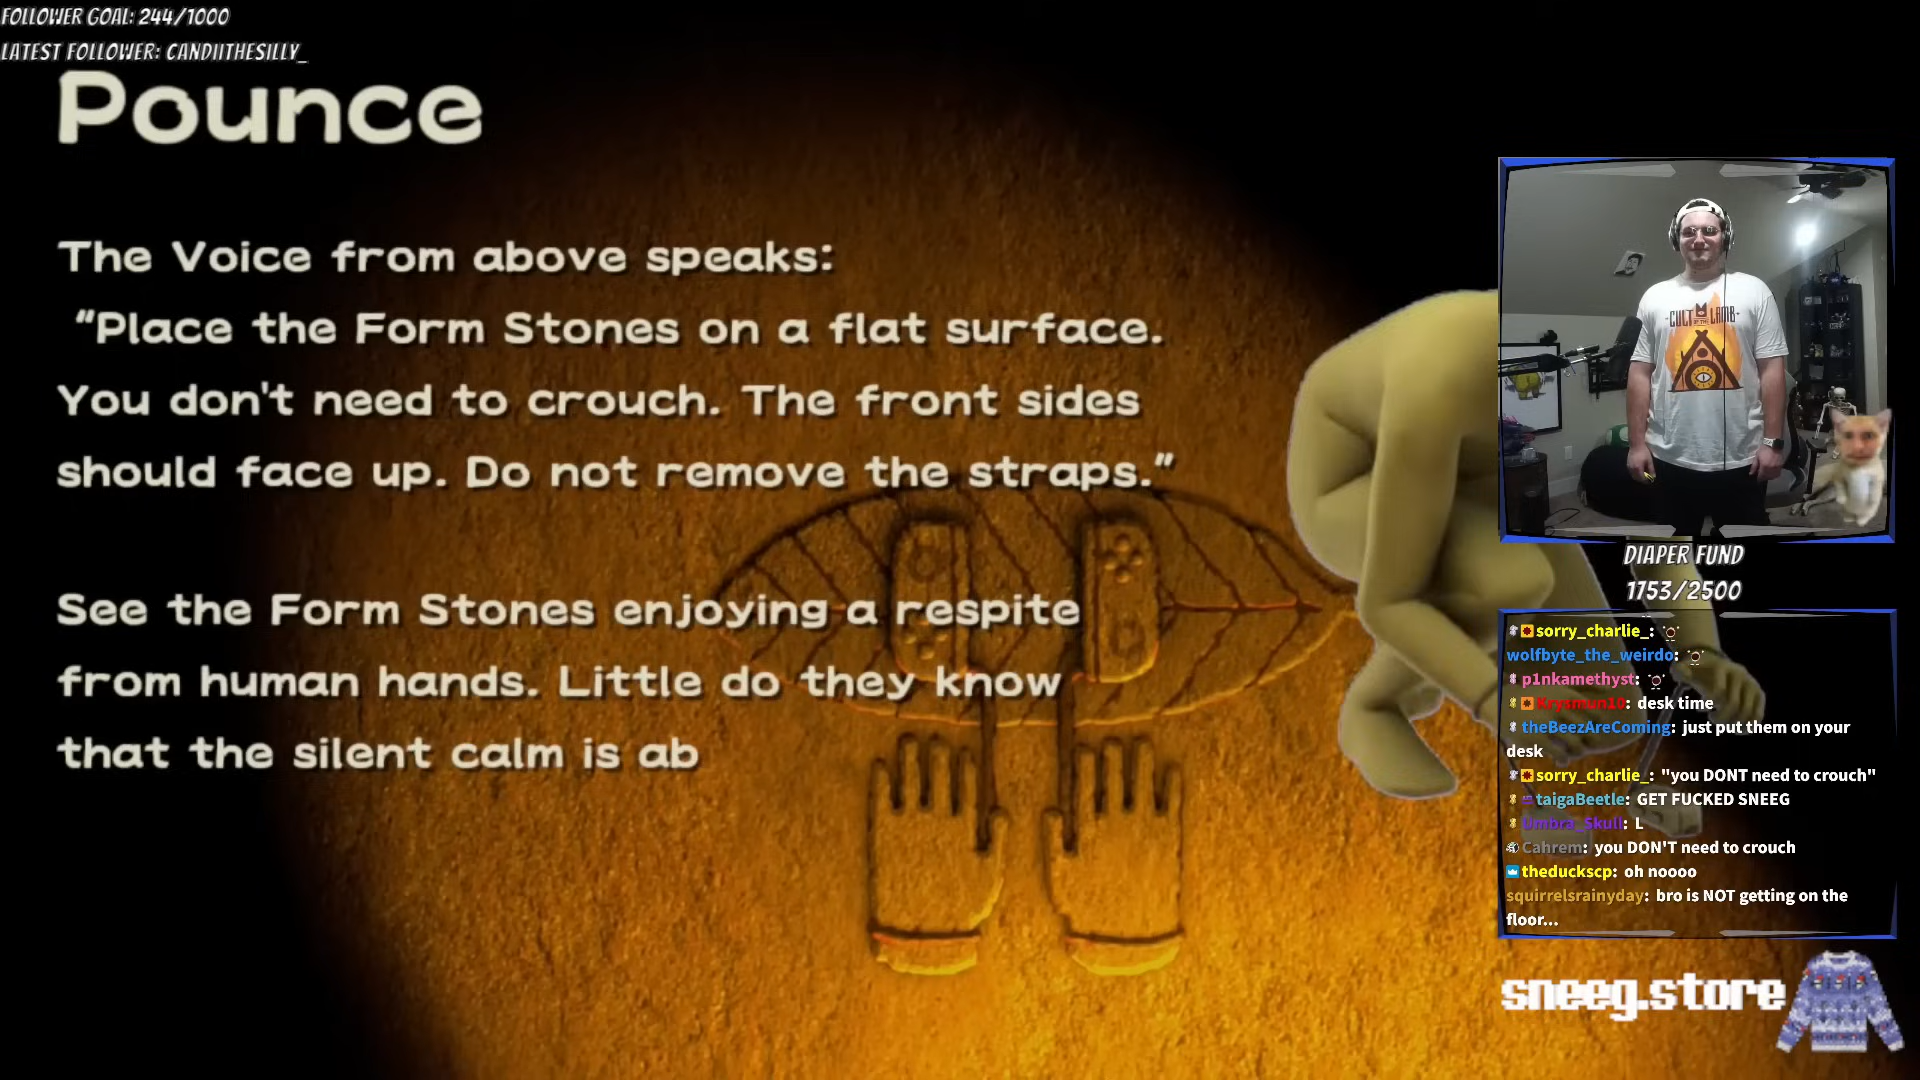 FOLLOWER GOAL: 244/1000
LATEST FOLLOWER: CANDIITHESILLY_
Pounce
The Voice from above speaks:
“Place the Form Stones on a flat surface.
You don't need to crouch. The front sides
should face up. Do not remove the straps.”
See the Form Stones enjoying a respite
from human hands. Little do they know
that the silent calm is ab
CULT OF THE LAMB
DIAPER FUND
1753/2500
sorry_charlie_:
wolfbyte_the_weirdo:
p1nkamethyst:
Krysmun10: desk time
theBeezAreComing: just put them on your
desk
sorry_charlie_: "you DONT need to crouch"
taigaBeetle: GET FUCKED SNEEG
Umbra_Skull: L
Cahrem: you DON'T need to crouch
theduckscp: oh noooo
squirrelsrainyday: bro is NOT getting on the
floor...
sneeg.store